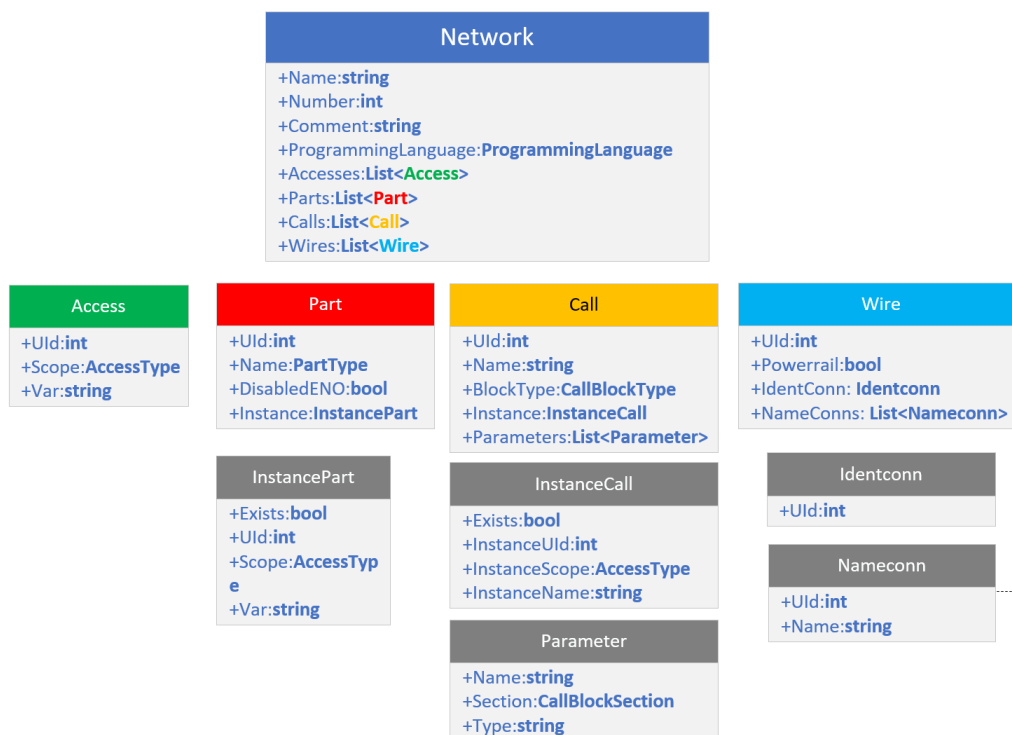 Network
+Name:string
+Number:int
+Comment:string
+ProgrammingLanguage:ProgrammingLanguage
+Accesses:List<Access>
+Parts:List<Part>
+Calls:List<Call>
+Wires:List<Wire>
Access
+UId:int
+Scope:AccessType
+Var:string
Part
+UId:int
+Name:PartType
+DisabledENO:bool
+Instance:InstancePart
Call
+UId:int
+Name:string
+BlockType:CallBlockType
+Instance:InstanceCall
+Parameters:List<Parameter>
Wire
+UId:int
+Powerrail:bool
+IdentConn: Identconn
+NameConns: List<Nameconn>
InstancePart
+Exists:bool
+UId:int
+Scope:AccessTyp
e
+Var:string
InstanceCall
+Exists:bool
+InstanceUId:int
+InstanceScope:AccessType
+InstanceName:string
Identconn
+UId:int
Nameconn
+UId:int
+Name:string
Parameter
+Name:string
+Section:CallBlockSection
+Type:string